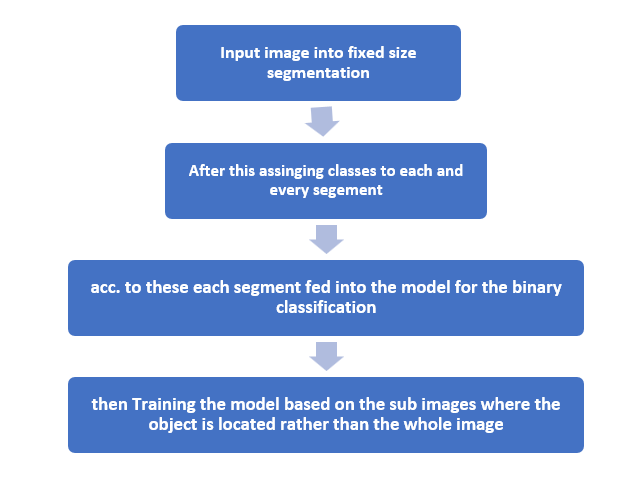 Input image into fixed size
segmentation
After this assinging classes to each and
every segement
acc. to these each segment fed into the model for the binary
classification
then Training the model based on the sub images where the
object is located rather than the whole image